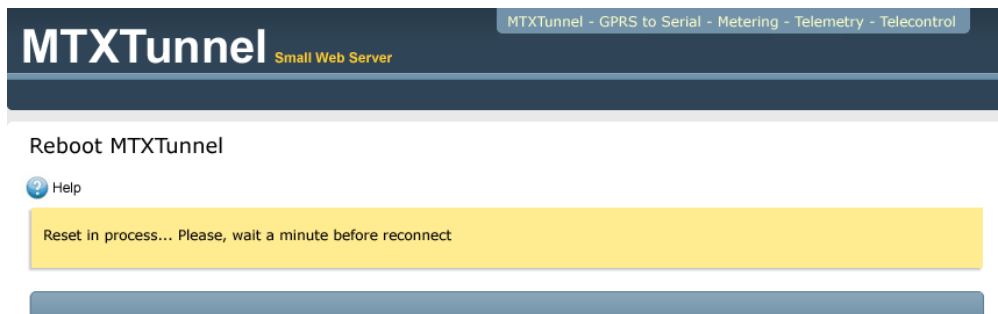 MTXTunnel - GPRS to Serial - Metering - Telemetry - Telecontrol
MTXTunnel Small Web Server
Reboot MTXTunnel
? Help
Reset in process... Please, wait a minute before reconnect